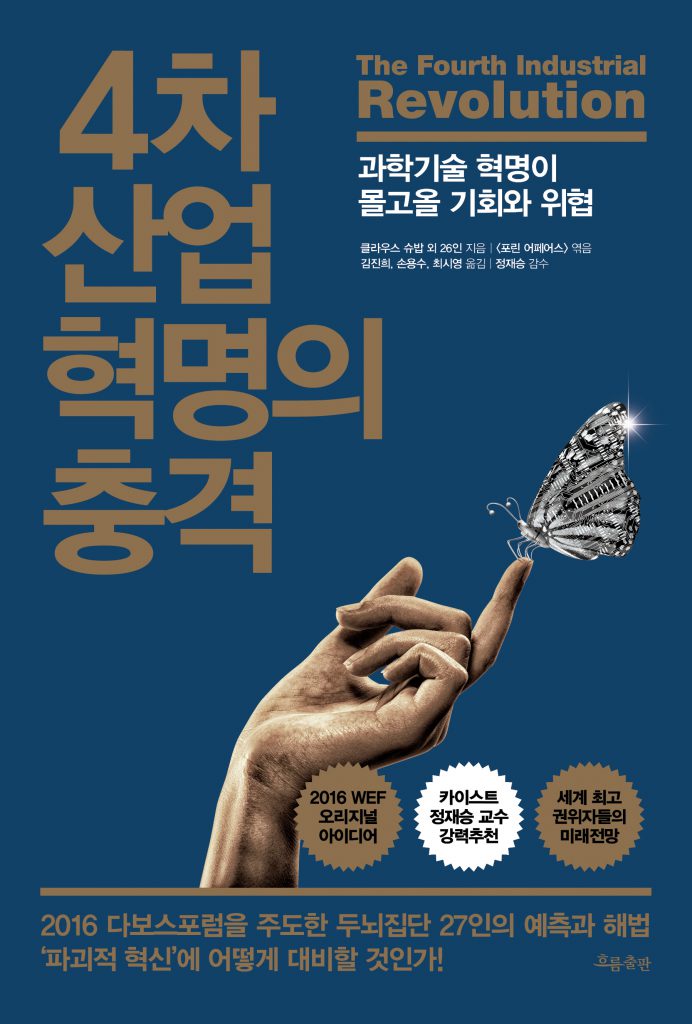 4차
산업
혁명의
충격
The Fourth Industrial
Revolution
과학기술 혁명이
몰고올 기회와 위협
클라우스 슈밥 외 26인 지음 | 〈포린 어페어스〉 엮음
김진희, 손용수, 최시영 옮김 | 정재승 감수
2016 WEF
오리지널
아이디어
카이스트
정재승 교수
강력추천
세계 최고
권위자들의
미래전망
2016 다보스포럼을 주도한 두뇌집단 27인의 예측과 해법
‘파괴적 혁신’에 어떻게 대비할 것인가!
흐름출판